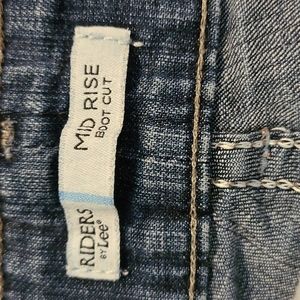 MID RISE
BOOT CUT
RIDERS
BY Lee®